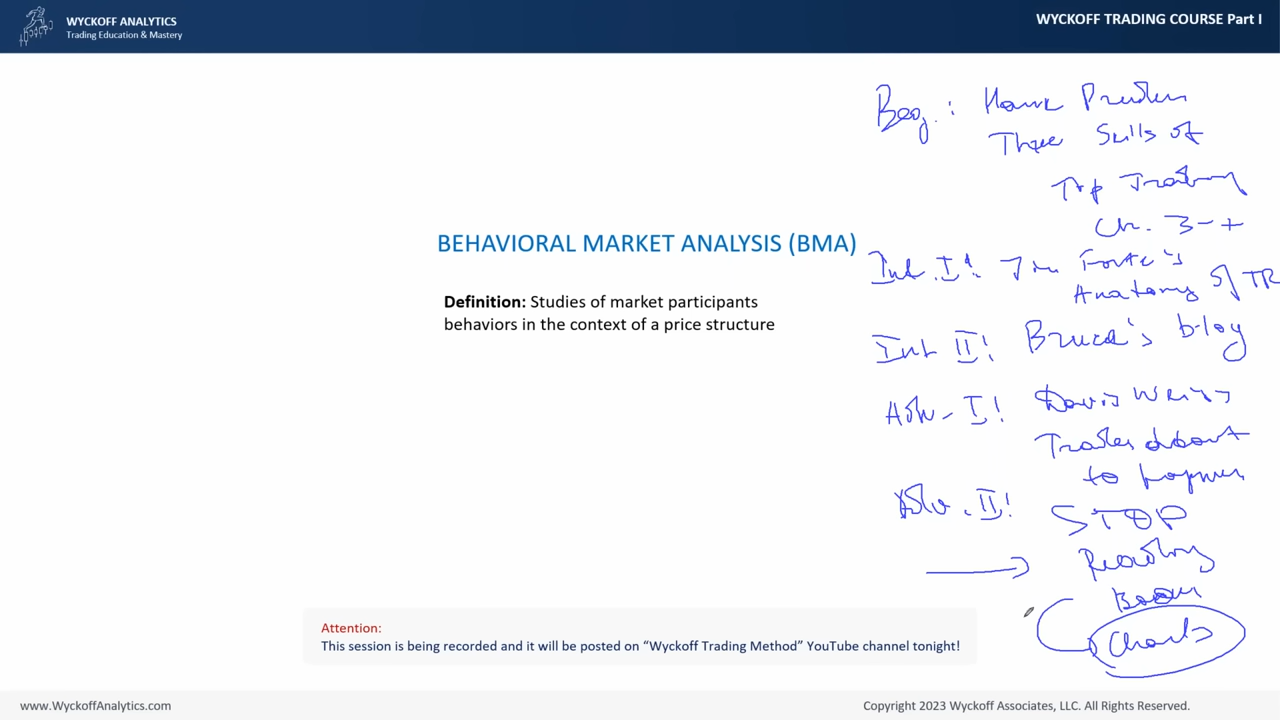 WYCKOFF ANALYTICS
Trading Education & Mastery
WYCKOFF TRADING COURSE Part I
Beg. : Hank Pruden
Three Skills of
Top Trading
Ch. 3-4
BEHAVIORAL MARKET ANALYSIS (BMA)
Int. I: Jim Forte's
Anatomy of TR
Definition: Studies of market participants
behaviors in the context of a price structure
Int II: Bruce's blog
Adv. I: David Weis
Trades about
to happen
Adv. II: STOP
Reading
Books
Charts
Attention:
This session is being recorded and it will be posted on “Wyckoff Trading Method” YouTube channel tonight!
www.WyckoffAnalytics.com
Copyright 2023 Wyckoff Associates, LLC. All Rights Reserved.